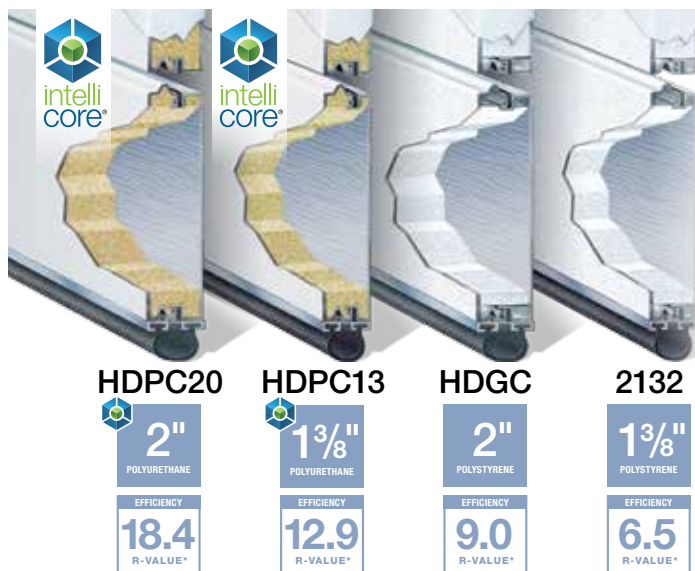 intelli
core®
intelli
core®
HDPC20
2"
POLYURETHANE
EFFICIENCY
18.4
R-VALUE*
HDPC13
1³/₈"
POLYURETHANE
EFFICIENCY
12.9
R-VALUE*
HDGC
2"
POLYSTYRENE
EFFICIENCY
9.0
R-VALUE*
2132
1³/₈"
POLYSTYRENE
EFFICIENCY
6.5
R-VALUE*